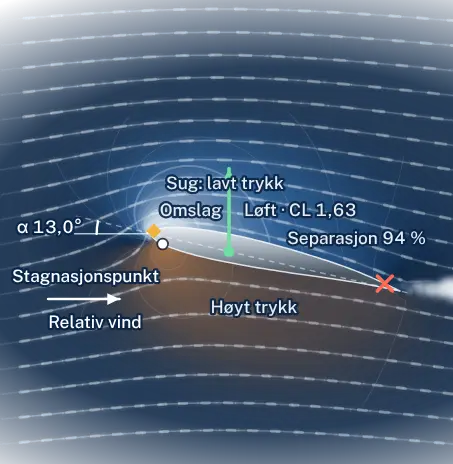 Sug: lavt trykk
Omslag
Løft · CL 1,63
α 13,0°
Separasjon 94 %
Stagnasjonspunkt
Høyt trykk
Relativ vind